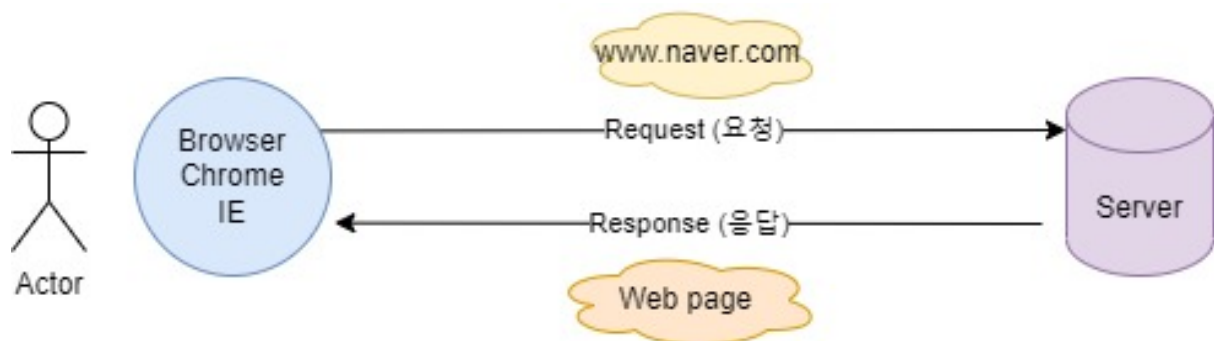 www.naver.com
Browser
Chrome
IE
Request (요청)
Response (응답)
Server
Actor
Web page